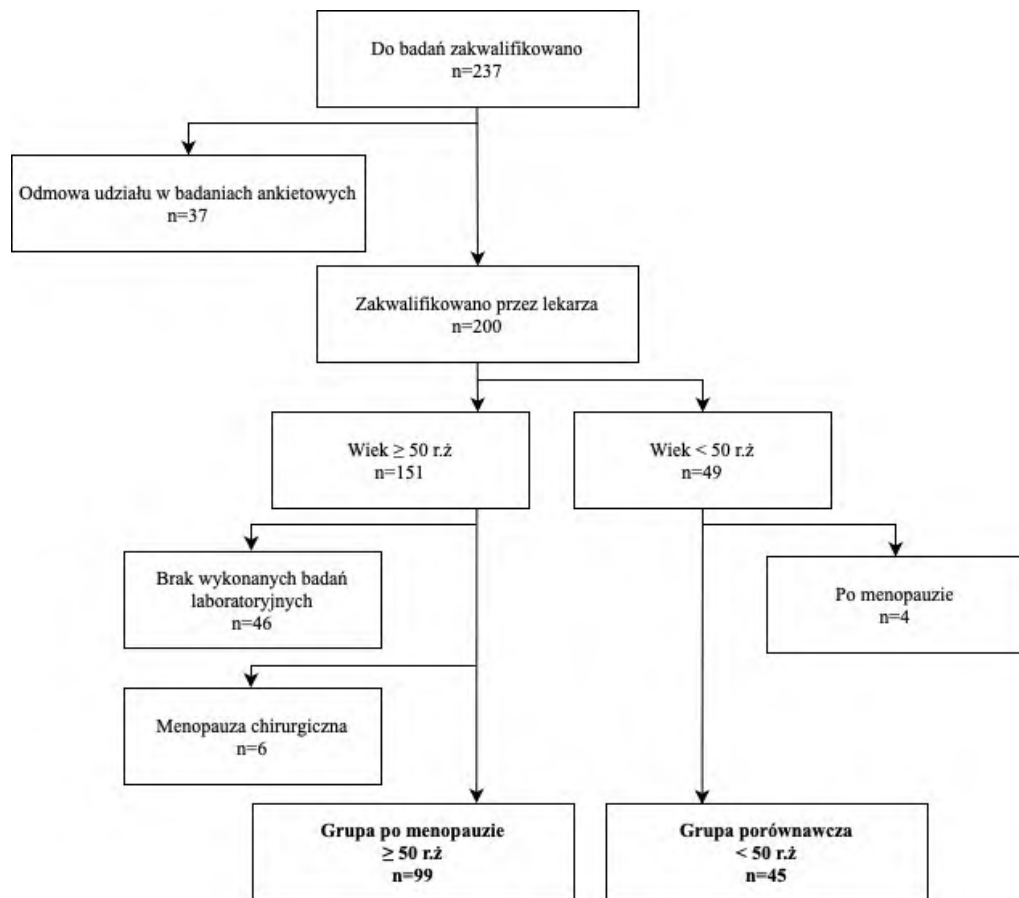 Do badań zakwalifikowano
n=237
Odmowa udziału w badaniach ankietowych
n=37
Zakwalifikowano przez lekarza
n=200
Wiek ≥ 50 r.ż
n=151
Wiek < 50 r.ż
n=49
Brak wykonanych badań
laboratoryjnych
n=46
Po menopauzie
n=4
Menopauza chirurgiczna
n=6
Grupa po menopauzie
≥ 50 r.ż
n=99
Grupa porównawcza
< 50 r.ż
n=45